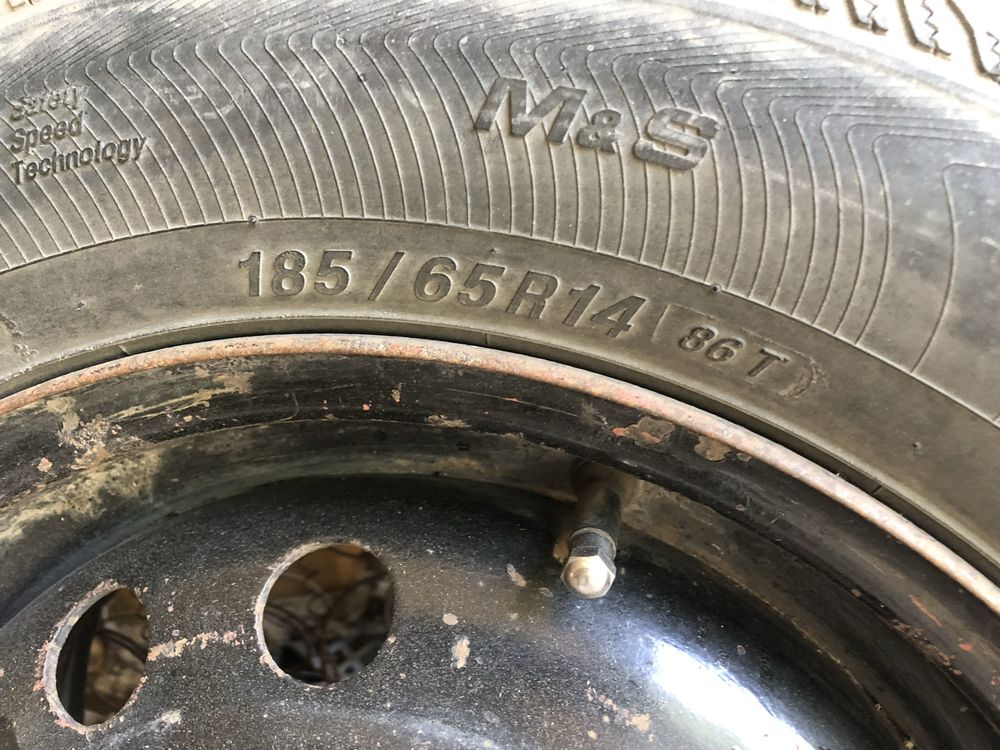 Safety
Speed
Technology
M&S
185/65R14 86T